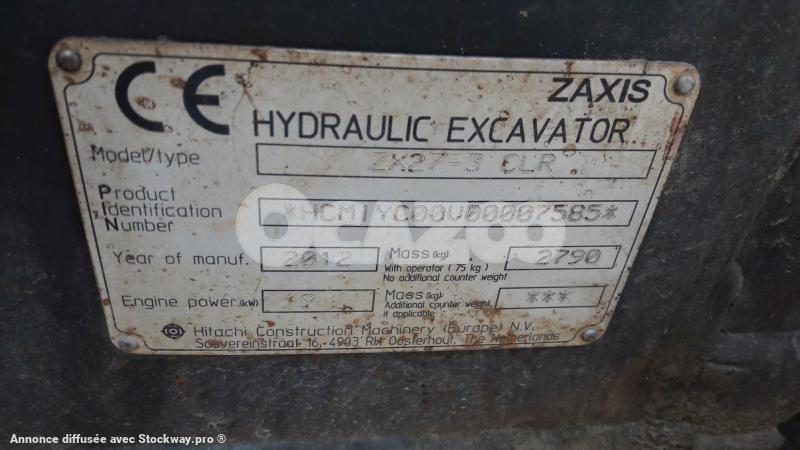 CE ZAXIS
HYDRAULIC EXCAVATOR
Model/type ZX27-3 CLR
Product
Identification *HCM1YC00V00007585*
Number
Year of manuf. 2012 Mass (kg) 2790
With operator ( 75 kg )
No additional counter weight
Engine power (kW) Mass (kg) ***
Additional counter weight
if applicable
Hitachi Construction Machinery (Europe) N.V.
Souvereinstraat 16, 4903 RH Oosterhout, The Netherlands
OCAZOO
Annonce diffusée avec Stockway.pro ®